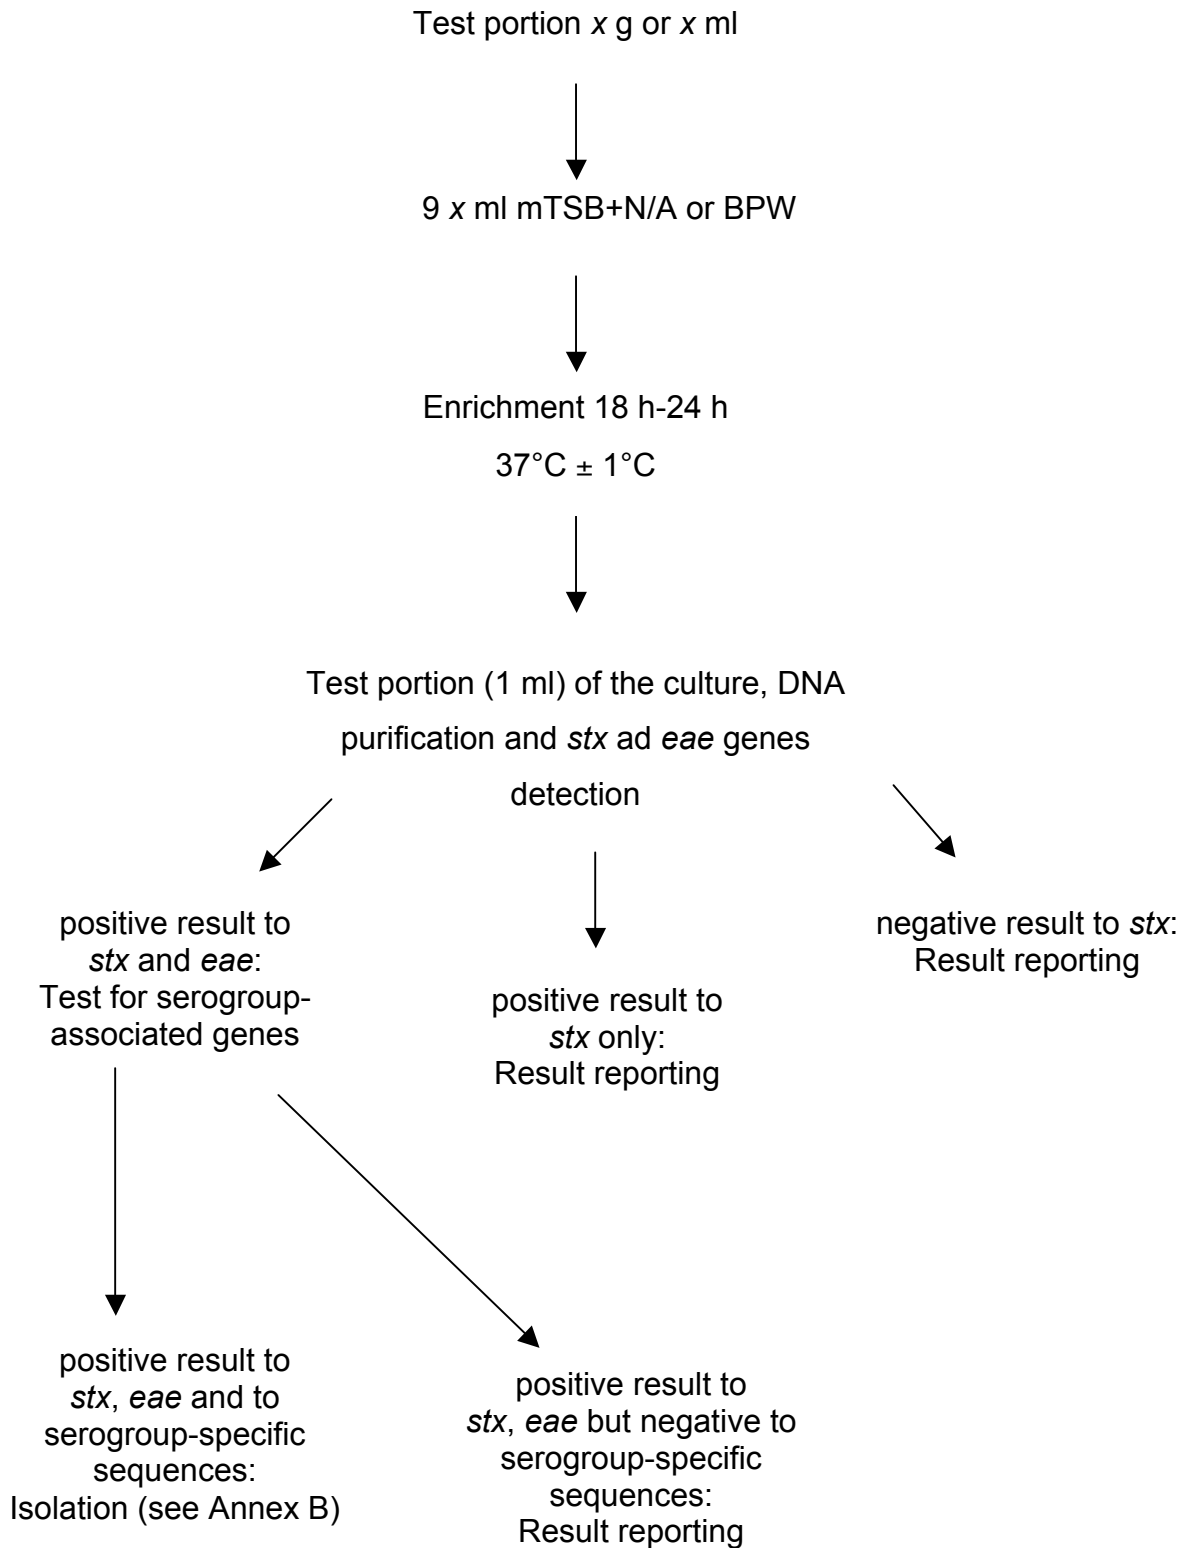 Test portion x g or x ml
9 x ml mTSB+N/A or BPW
Enrichment 18 h-24 h
37°C ± 1°C
Test portion (1 ml) of the culture, DNA
purification and stx ad eae genes
detection
positive result to
stx and eae:
Test for serogroup-
associated genes
positive result to
stx only:
Result reporting
negative result to stx:
Result reporting
positive result to
stx, eae and to
serogroup-specific
sequences:
Isolation (see Annex B)
positive result to
stx, eae but negative to
serogroup-specific
sequences:
Result reporting